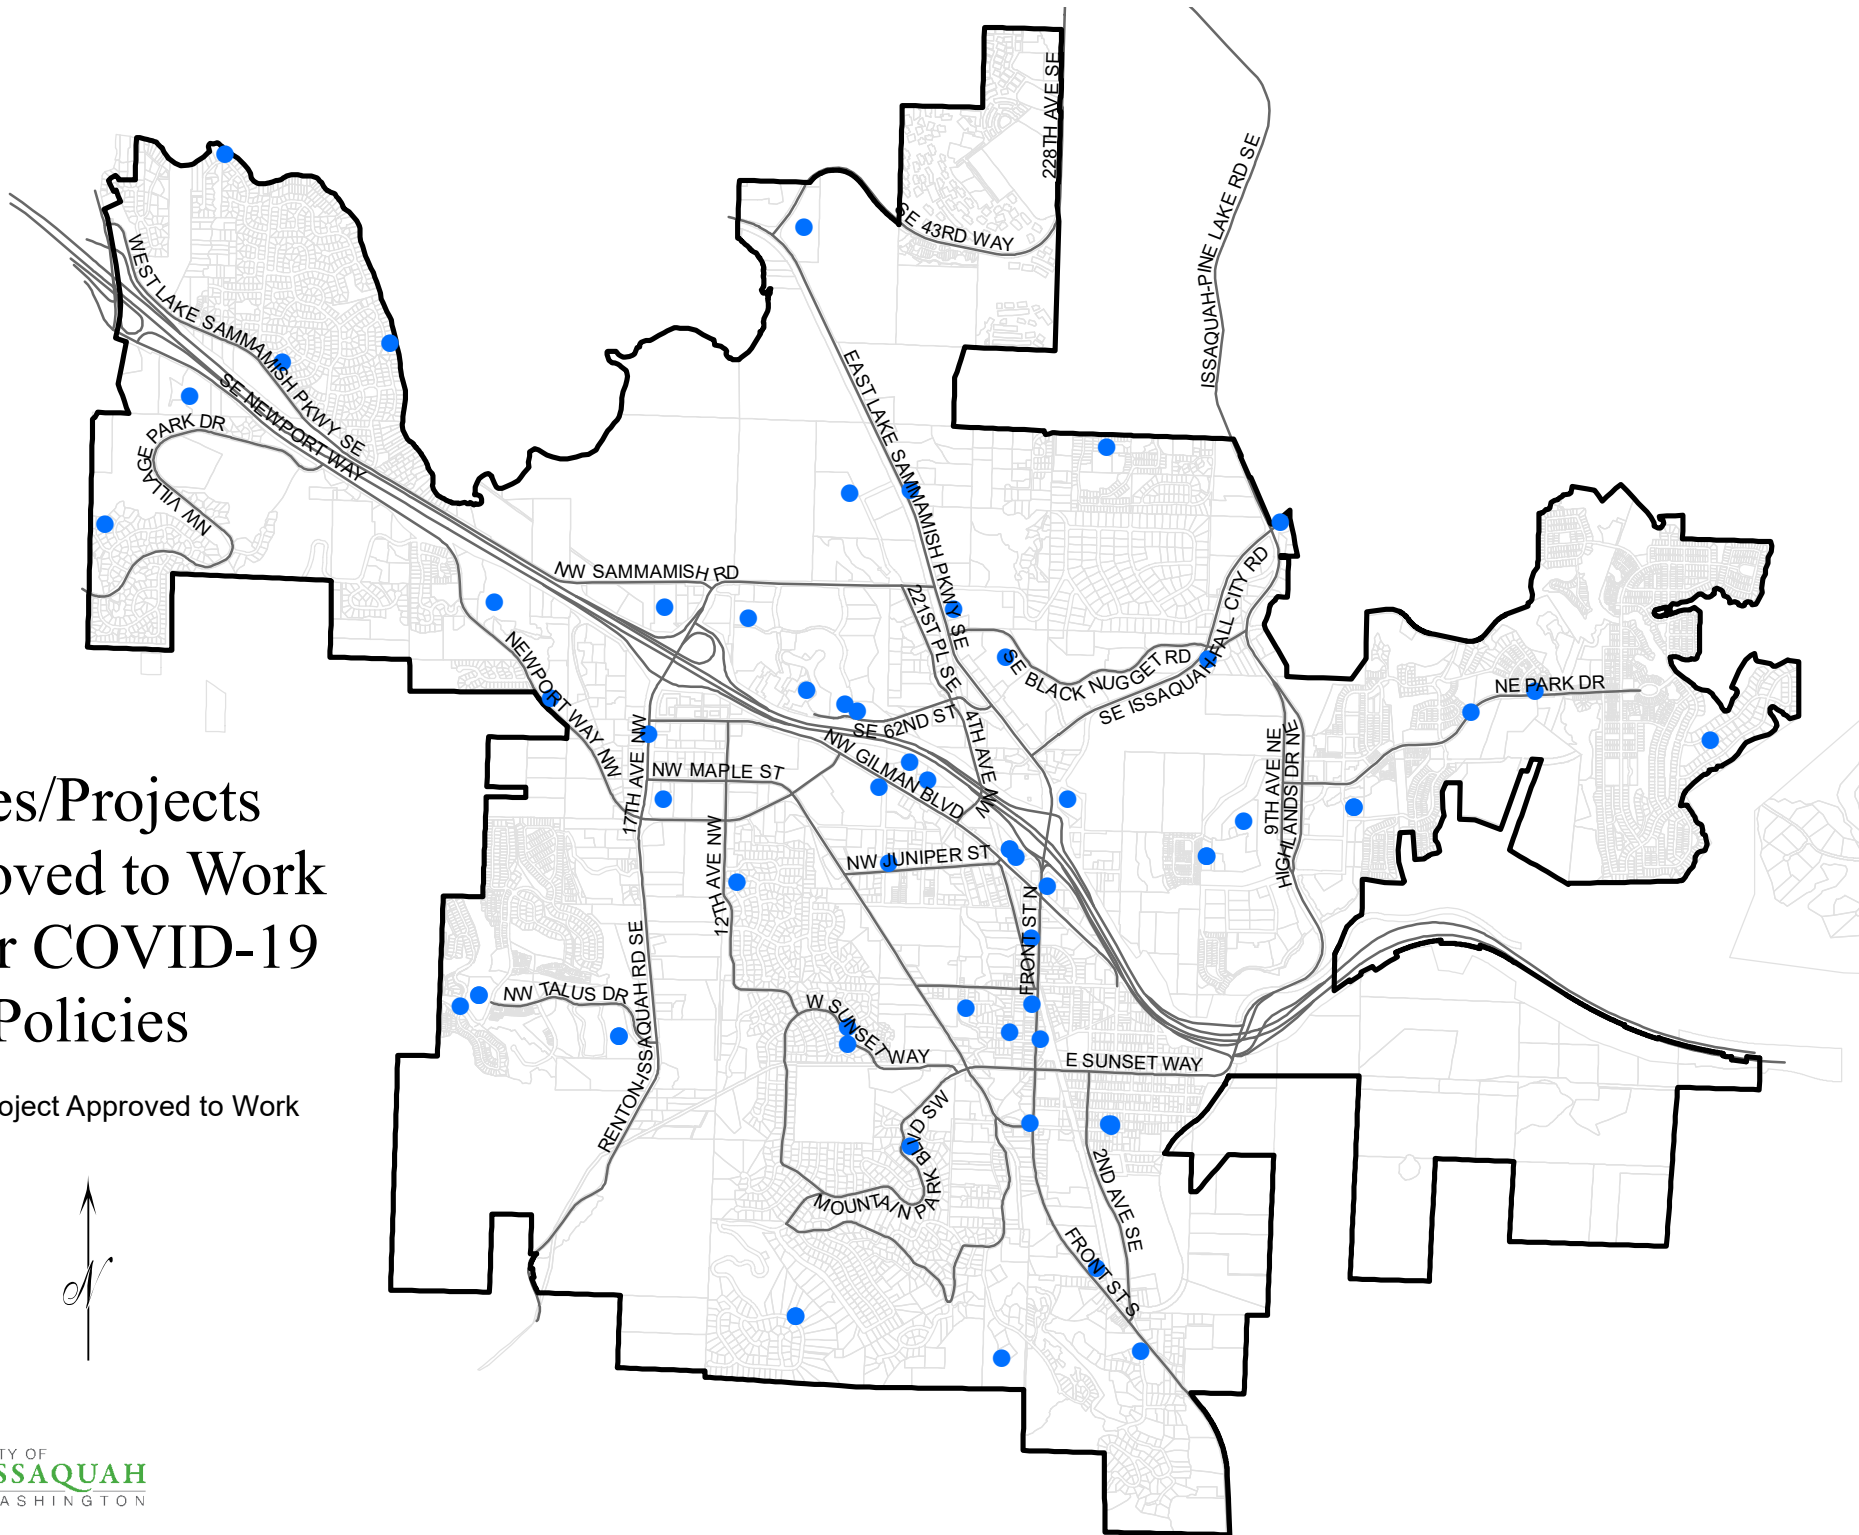 228TH AVE SE
SE 43RD WAY
ISSAQUAH-PINE LAKE RD SE
WEST LAKE SAMMAMISH PKWY SE
SE NEWPORT WAY
EAST LAKE SAMMAMISH PKWY SE
NW VILLAGE PARK DR
NW SAMMAMISH RD
221ST PL SE
SE BLACK NUGGET RD
SE ISSAQUAH-FALL CITY RD
NE PARK DR
NEWPORT WAY NW
17TH AVE NW
SE 62ND ST
4TH AVE NW
NW GILMAN BLVD
NW MAPLE ST
9TH AVE NE
HIGHLANDS DR NE
12TH AVE NW
NW JUNIPER ST
FRONT ST N
es/Projects
oved to Work
r COVID-19
Policies
oject Approved to Work
NW TALUS DR
RENTON-ISSAQUAH RD SE
W SUNSET WAY
E SUNSET WAY
MOUNTAIN PARK BLVD SW
2ND AVE SE
FRONT ST S
N
TY OF
SSAQUAH
ASHINGTON